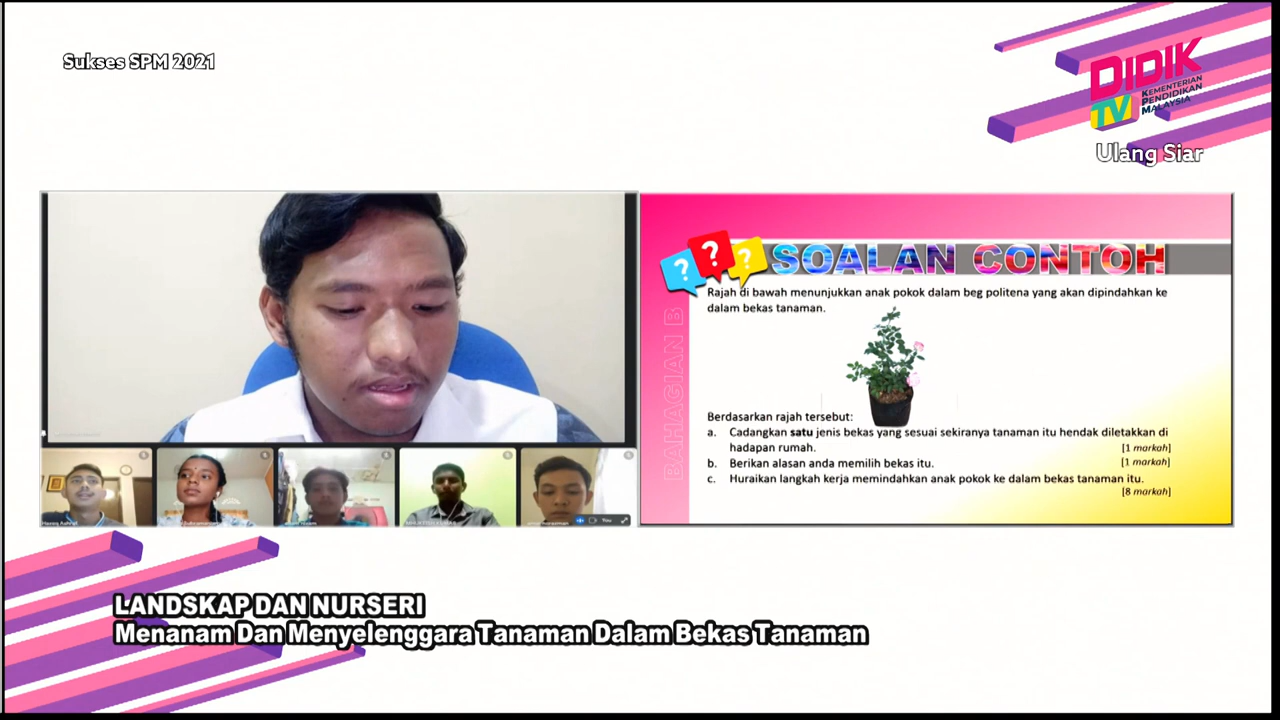 Sukses SPM 2021
DIDIK
TV
KEMENTERIAN
PENDIDIKAN
MALAYSIA
Ulang Siar
? ? ?
SOALAN CONTOH
BAHAGIAN B
Rajah di bawah menunjukkan anak pokok dalam beg politena yang akan dipindahkan ke
dalam bekas tanaman.
Berdasarkan rajah tersebut:
a. Cadangkan satu jenis bekas yang sesuai sekiranya tanaman itu hendak diletakkan di
hadapan rumah. [1 markah]
b. Berikan alasan anda memilih bekas itu. [1 markah]
c. Huraikan langkah kerja memindahkan anak pokok ke dalam bekas tanaman itu.
[8 markah]
You
LANDSKAP DAN NURSERI
Menanam Dan Menyelenggara Tanaman Dalam Bekas Tanaman